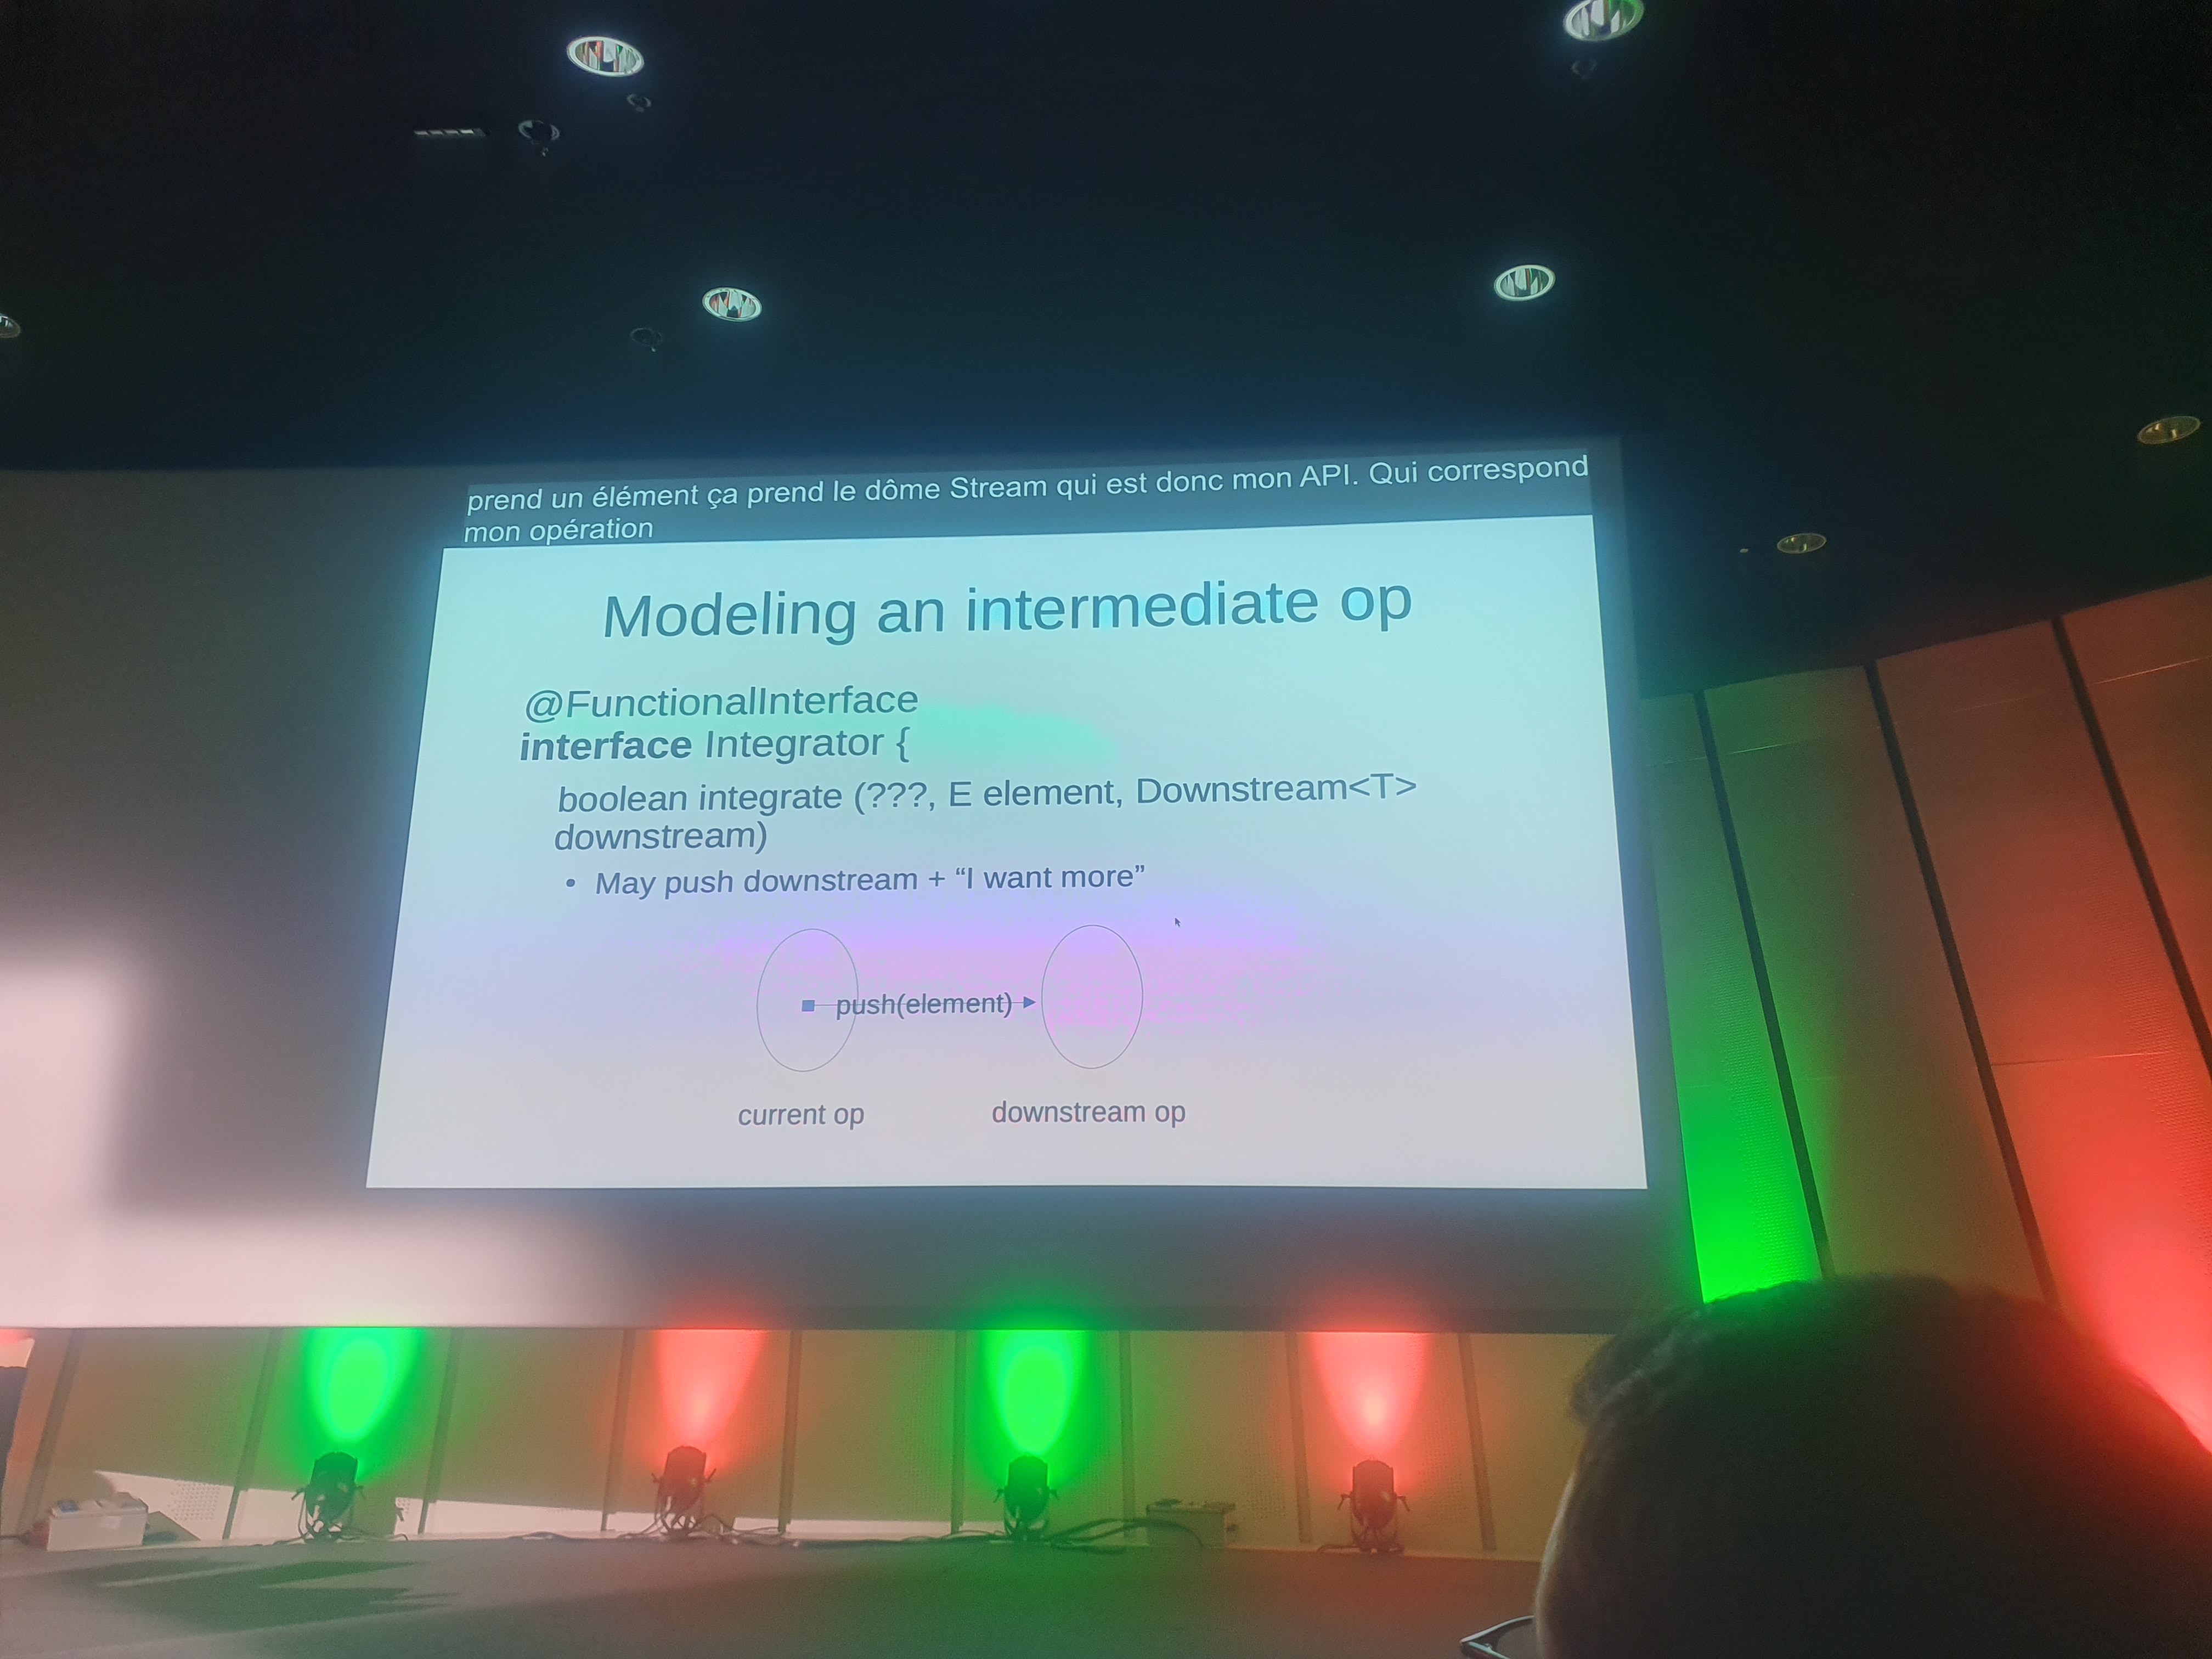 prend un élément ça prend le dôme Stream qui est donc mon API. Qui correspond
mon opération
Modeling an intermediate op
@FunctionalInterface
interface Integrator {
boolean integrate (???, E element, Downstream<T>
downstream)
• May push downstream + “I want more”
push(element)
current op
downstream op